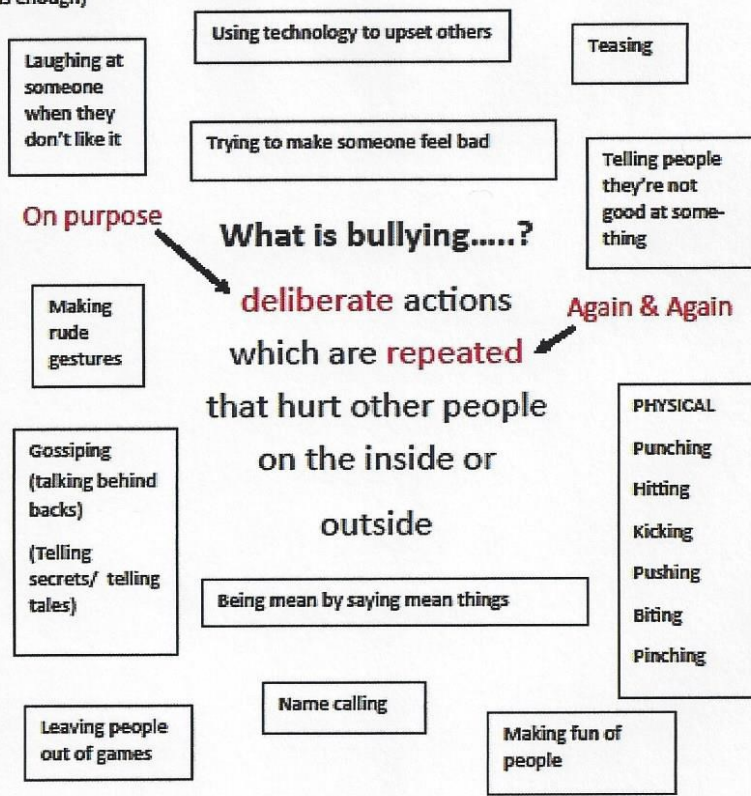 is enough)
Using technology to upset others
Teasing
Laughing at
someone
when they
don't like it
Trying to make someone feel bad
Telling people
they're not
good at some-
thing
On purpose
What is bullying.....?
deliberate actions
Again & Again
which are repeated
Making
rude
gestures
that hurt other people
on the inside or
outside
PHYSICAL
Punching
Hitting
Kicking
Pushing
Biting
Pinching
Gossiping
(talking behind
backs)
(Telling
secrets/ telling
tales)
Being mean by saying mean things
Name calling
Leaving people
out of games
Making fun of
people